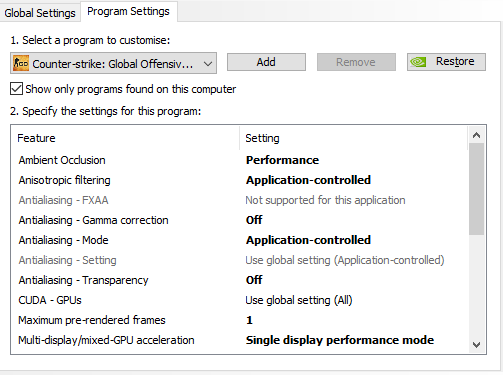 Global Settings Program Settings
1. Select a program to customise:
Counter-strike: Global Offensiv... Add Remove Restore
Show only programs found on this computer
2. Specify the settings for this program:
Feature Setting
Ambient Occlusion Performance
Anisotropic filtering Application-controlled
Antialiasing - FXAA Not supported for this application
Antialiasing - Gamma correction Off
Antialiasing - Mode Application-controlled
Antialiasing - Setting Use global setting (Application-controlled)
Antialiasing - Transparency Off
CUDA - GPUs Use global setting (All)
Maximum pre-rendered frames 1
Multi-display/mixed-GPU acceleration Single display performance mode